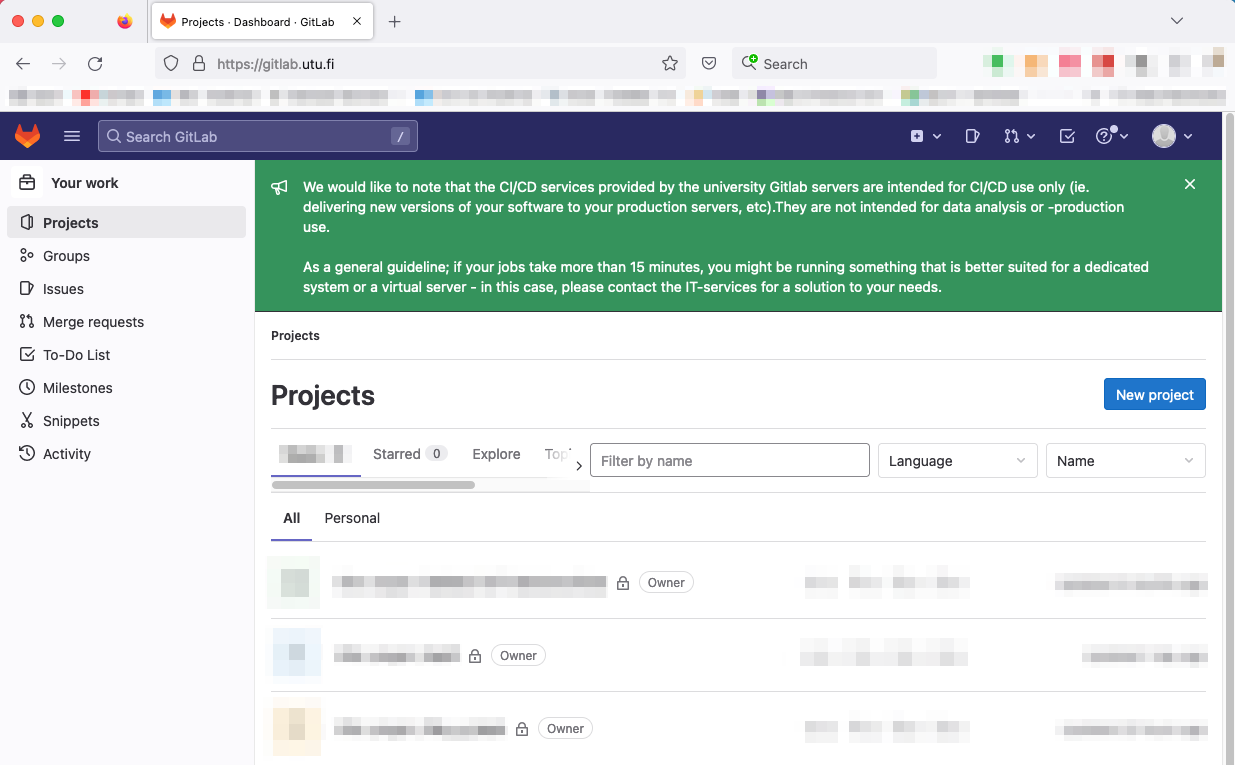 Projects · Dashboard · GitLab
https://gitlab.utu.fi
Search
Search GitLab /
Your work
Projects
Groups
Issues
Merge requests
To-Do List
Milestones
Snippets
Activity
We would like to note that the CI/CD services provided by the university Gitlab servers are intended for CI/CD use only (ie.
delivering new versions of your software to your production servers, etc).They are not intended for data analysis or -production
use.
As a general guideline; if your jobs take more than 15 minutes, you might be running something that is better suited for a dedicated
system or a virtual server - in this case, please contact the IT-services for a solution to your needs.
Projects
Projects
New project
Starred 0 Explore Top
Filter by name
Language
Name
All Personal
Owner
Owner
Owner